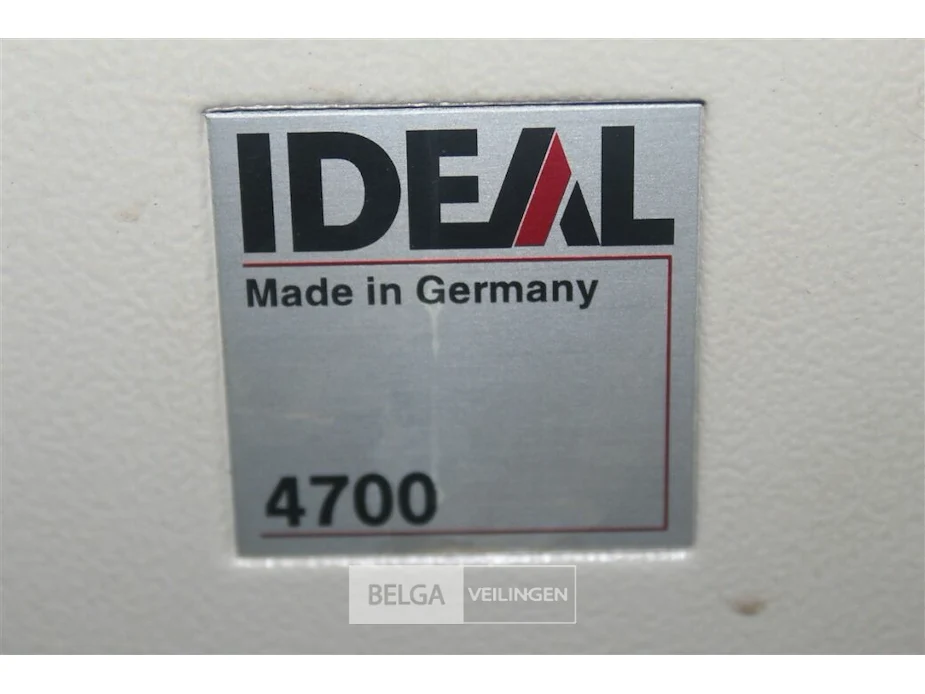 IDEAL
Made in Germany
4700
BELGA VEILINGEN